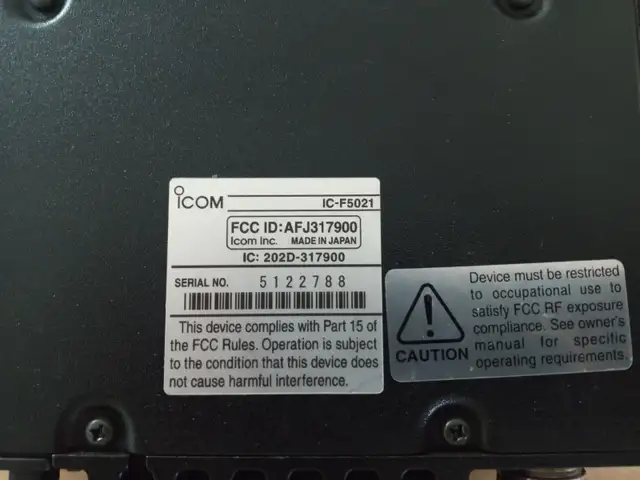 ICOM IC-F5021
FCC ID:AFJ317900
Icom Inc. MADE IN JAPAN
IC: 202D-317900
SERIAL NO. 5122788
This device complies with Part 15 of
the FCC Rules. Operation is subject
to the condition that this device does
not cause harmful interference.
CAUTION
Device must be restricted
to occupational use to
satisfy FCC RF exposure
compliance. See owner's
manual for specific
operating requirements.